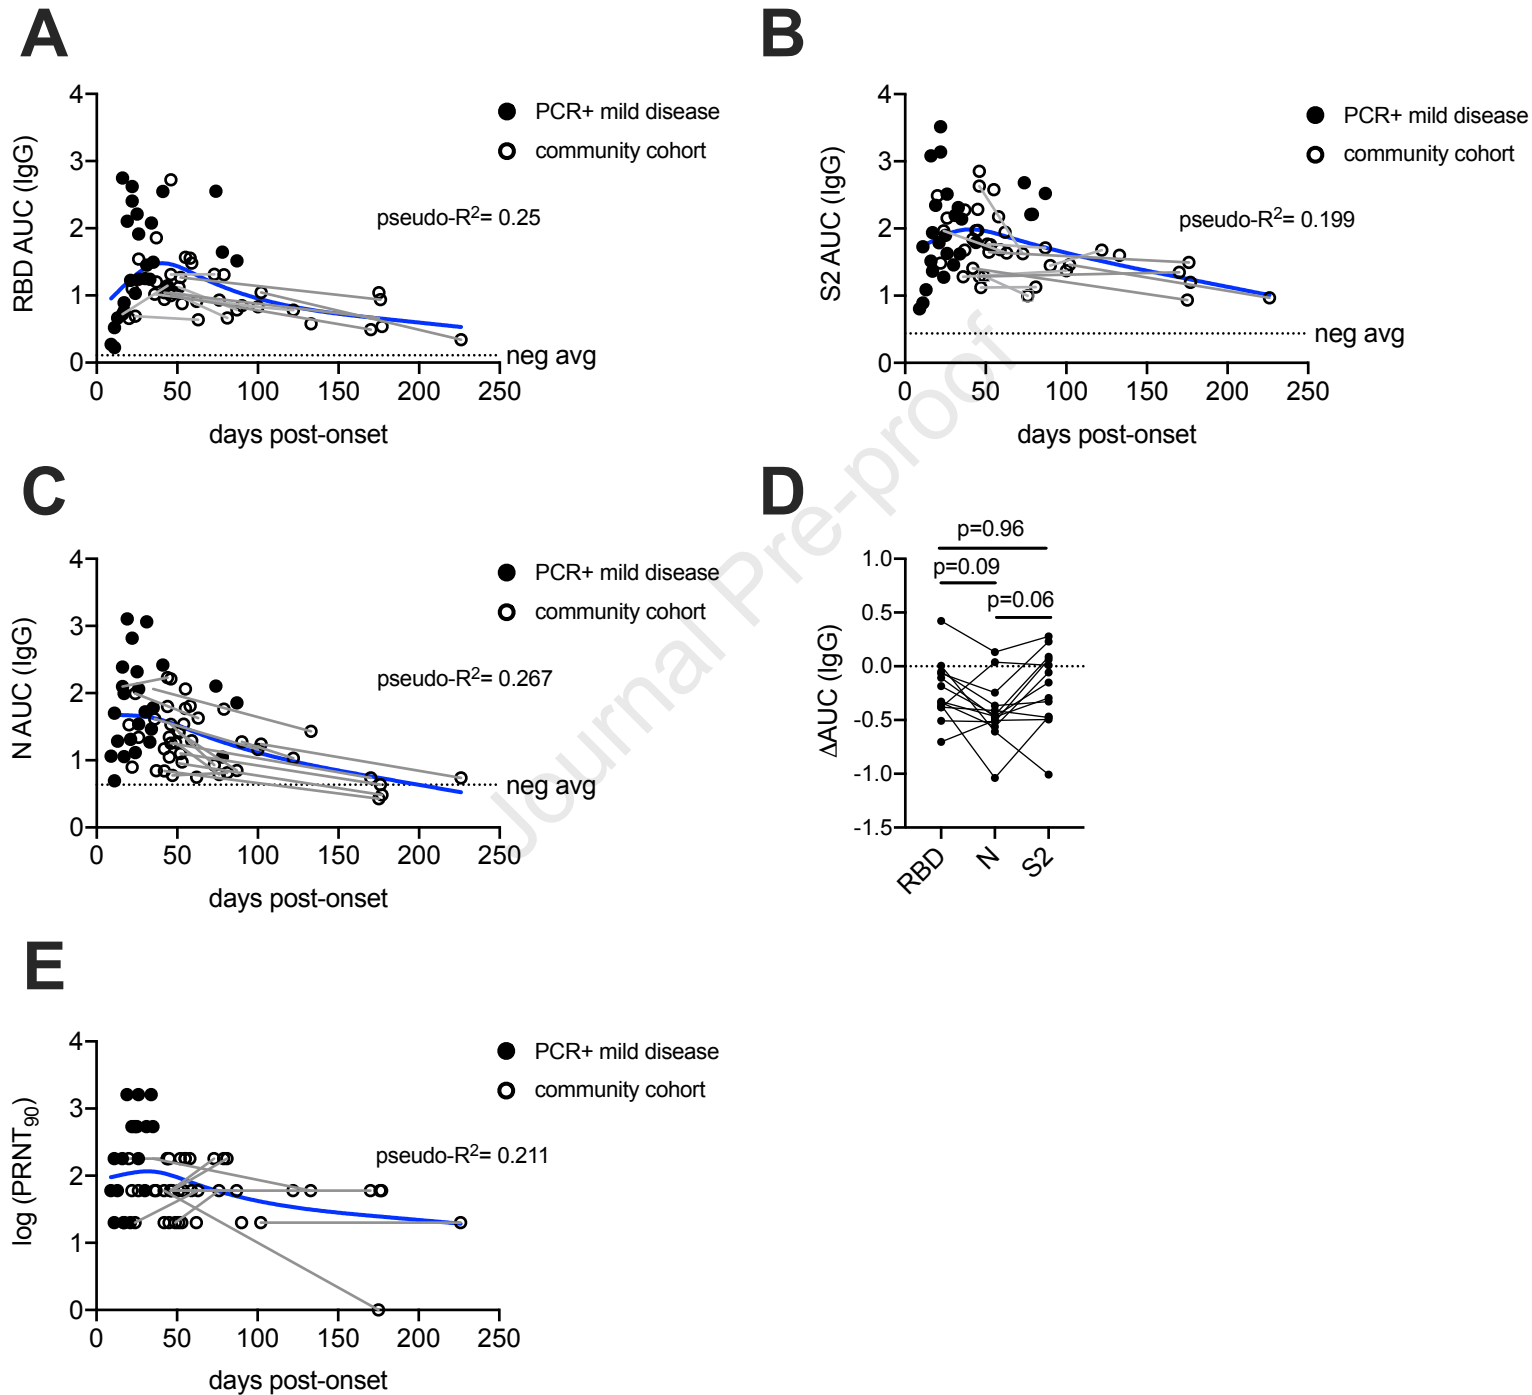 A
RBD AUC (IgG)
4
3
2
1
0
PCR+ mild disease
community cohort
pseudo-R²= 0.25
neg avg
0 50 100 150 200 250
days post-onset
B
S2 AUC (IgG)
4
3
2
1
0
PCR+ mild disease
community cohort
pseudo-R²= 0.199
neg avg
0 50 100 150 200 250
days post-onset
C
N AUC (IgG)
4
3
2
1
0
PCR+ mild disease
community cohort
pseudo-R²= 0.267
neg avg
0 50 100 150 200 250
days post-onset
D
ΔAUC (IgG)
p=0.96
p=0.09
p=0.06
1.0
0.5
0.0
-0.5
-1.0
-1.5
RBD N S2
E
log (PRNT₉₀)
4
3
2
1
0
PCR+ mild disease
community cohort
pseudo-R²= 0.211
0 50 100 150 200 250
days post-onset
Journal Pre-proof